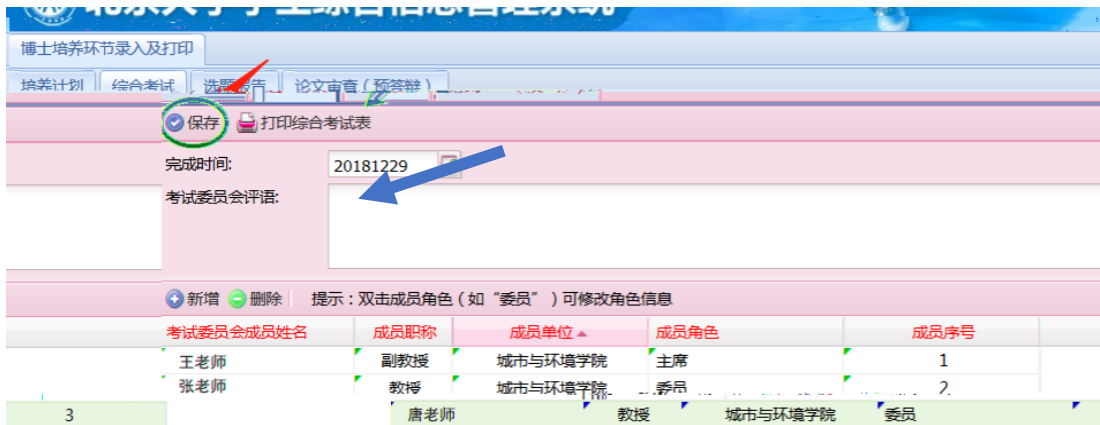 博士培养环节录入及打印
培养计划 综合考试 选题报告 论文审查（预答辩）
保存 打印综合考试表
完成时间: 20181229
考试委员会评语:
新增 删除 提示：双击成员角色（如“委员”）可修改角色信息
考试委员会成员姓名 成员职称 成员单位 成员角色 成员序号
王老师 副教授 城市与环境学院 主席 1
张老师 教授 城市与环境学院 委员 2
3 唐老师 教授 城市与环境学院 委员